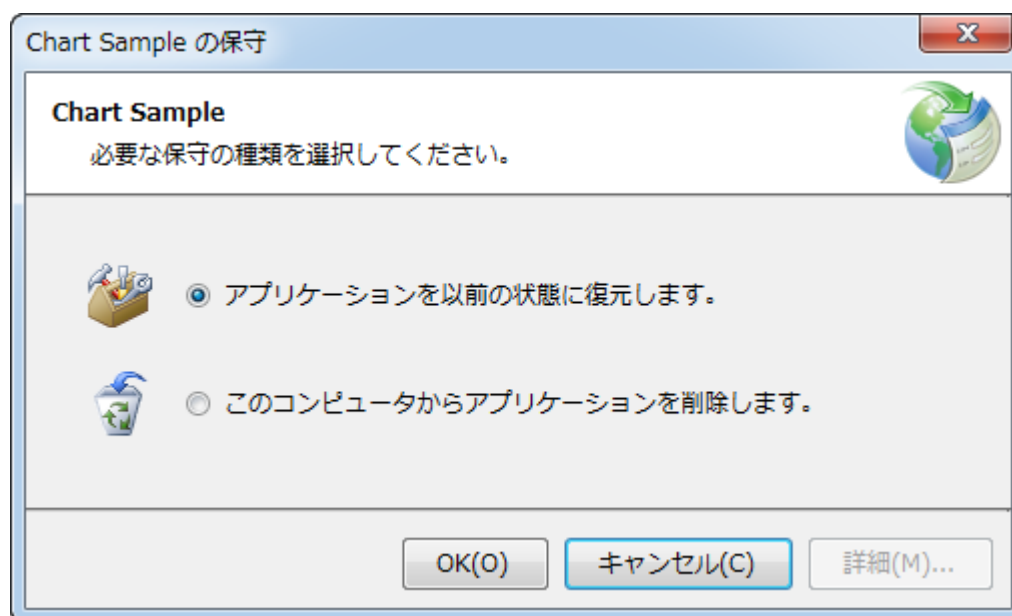 Chart Sample の保守
Chart Sample
必要な保守の種類を選択してください。
アプリケーションを以前の状態に復元します。
このコンピュータからアプリケーションを削除します。
OK(O)
キャンセル(C)
詳細(M)...